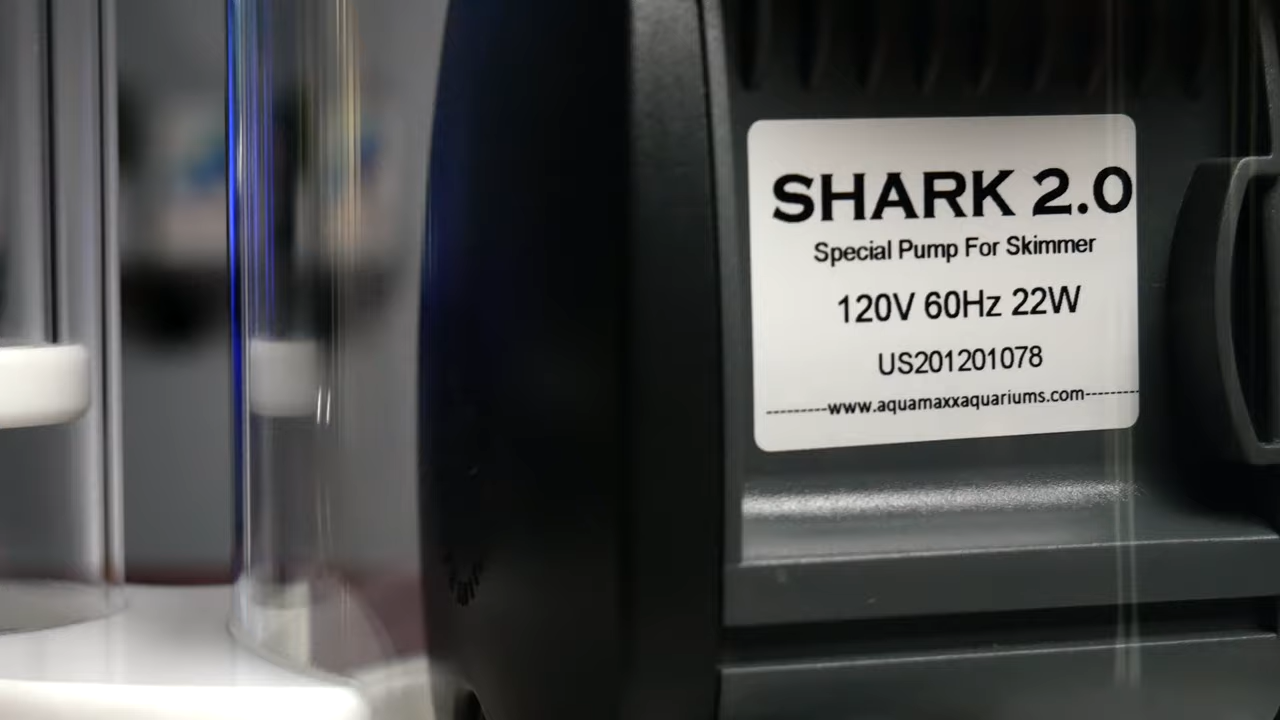 SHARK 2.0
Special Pump For Skimmer
120V 60Hz 22W
US201201078
---------www.aquamaxxaquariums.com--------